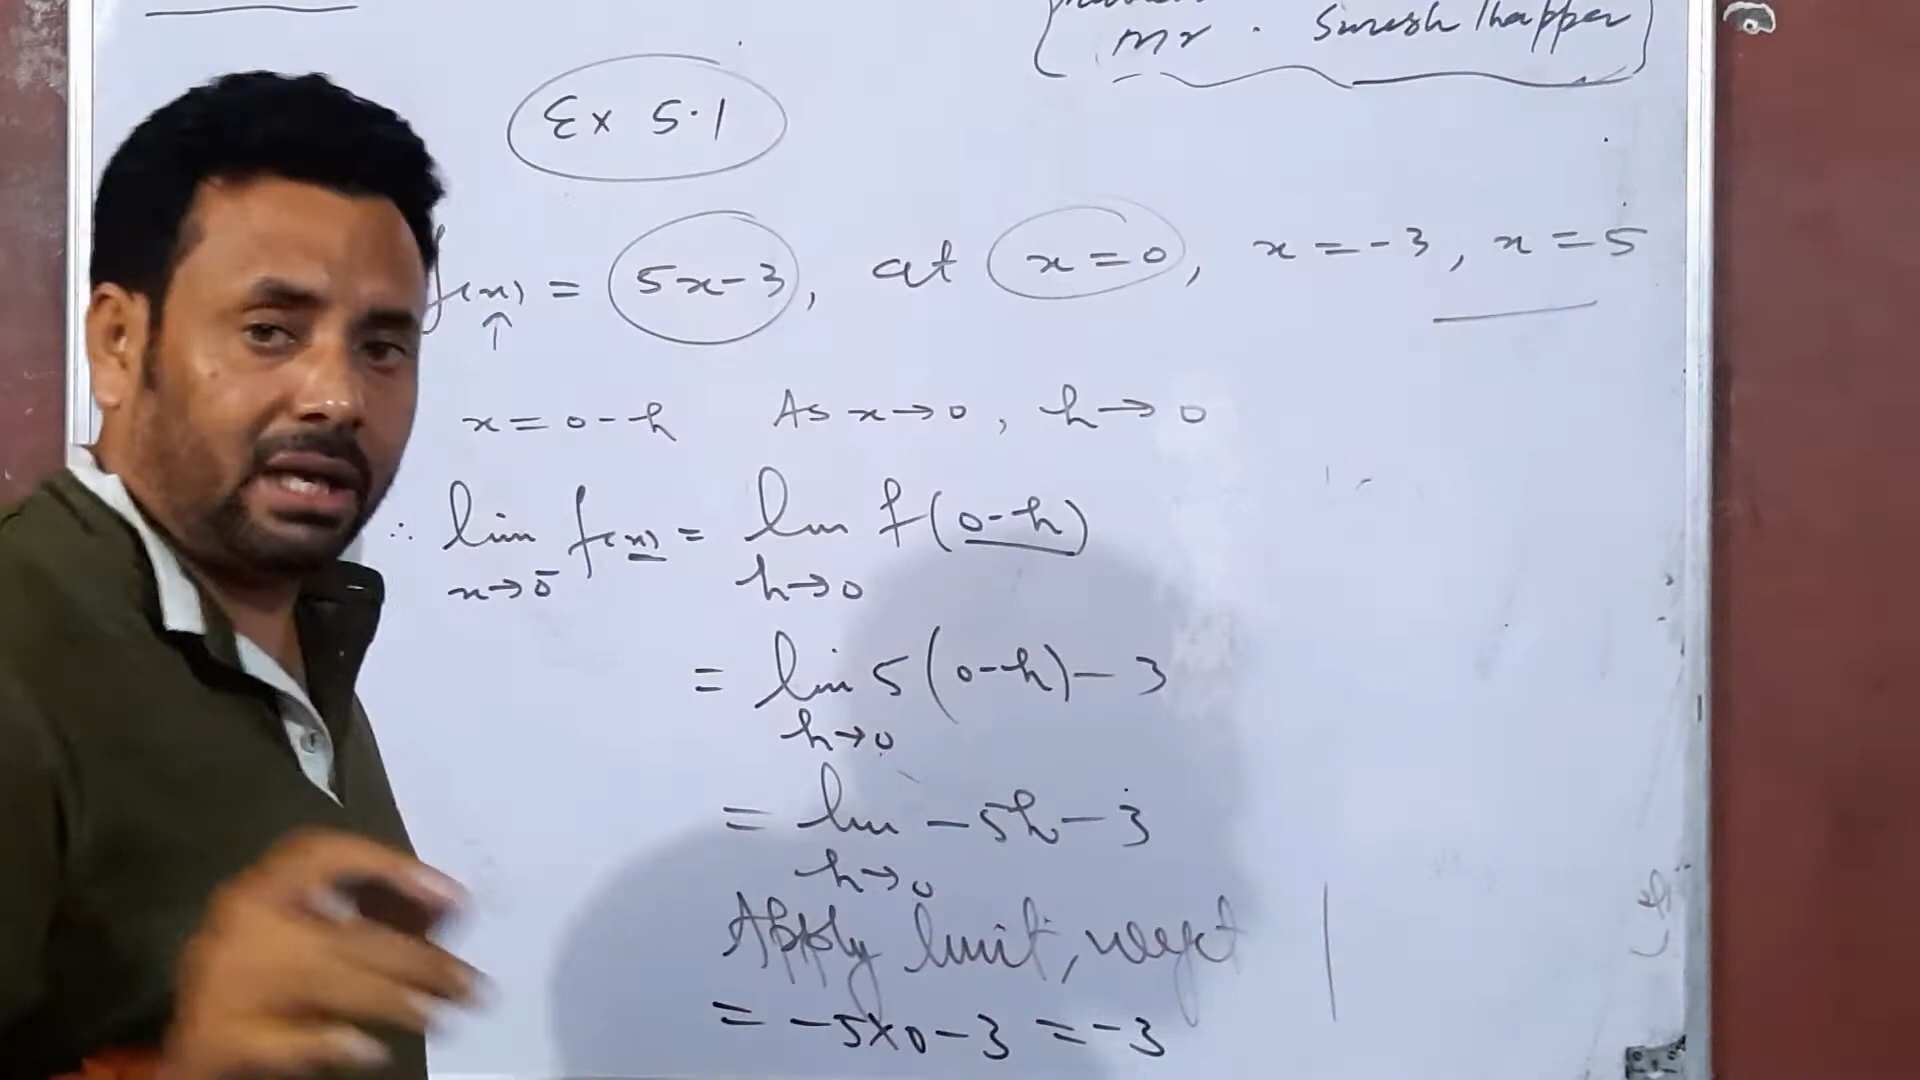 Mr. Suresh Thapper
Ex 5.1
f(x) = 5x-3, at x=0, x=-3, x=5
x=0-h As x→0, h→0
∴ lim f(x) = lim f(0-h)
x→0⁻ h→0
= lim 5(0-h)-3
h→0
= lim -5h-3
h→0
Apply limit, we get
= -5×0-3 = -3